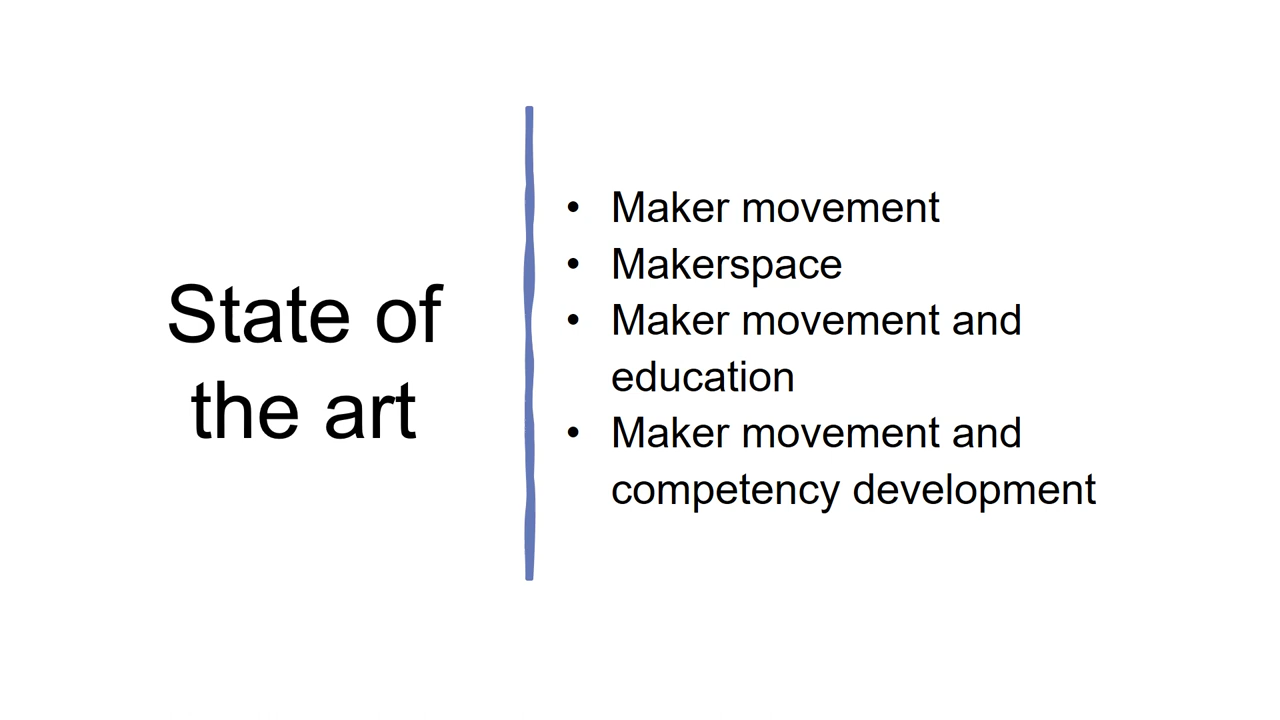 State of
the art
• Maker movement
• Makerspace
• Maker movement and
education
• Maker movement and
competency development